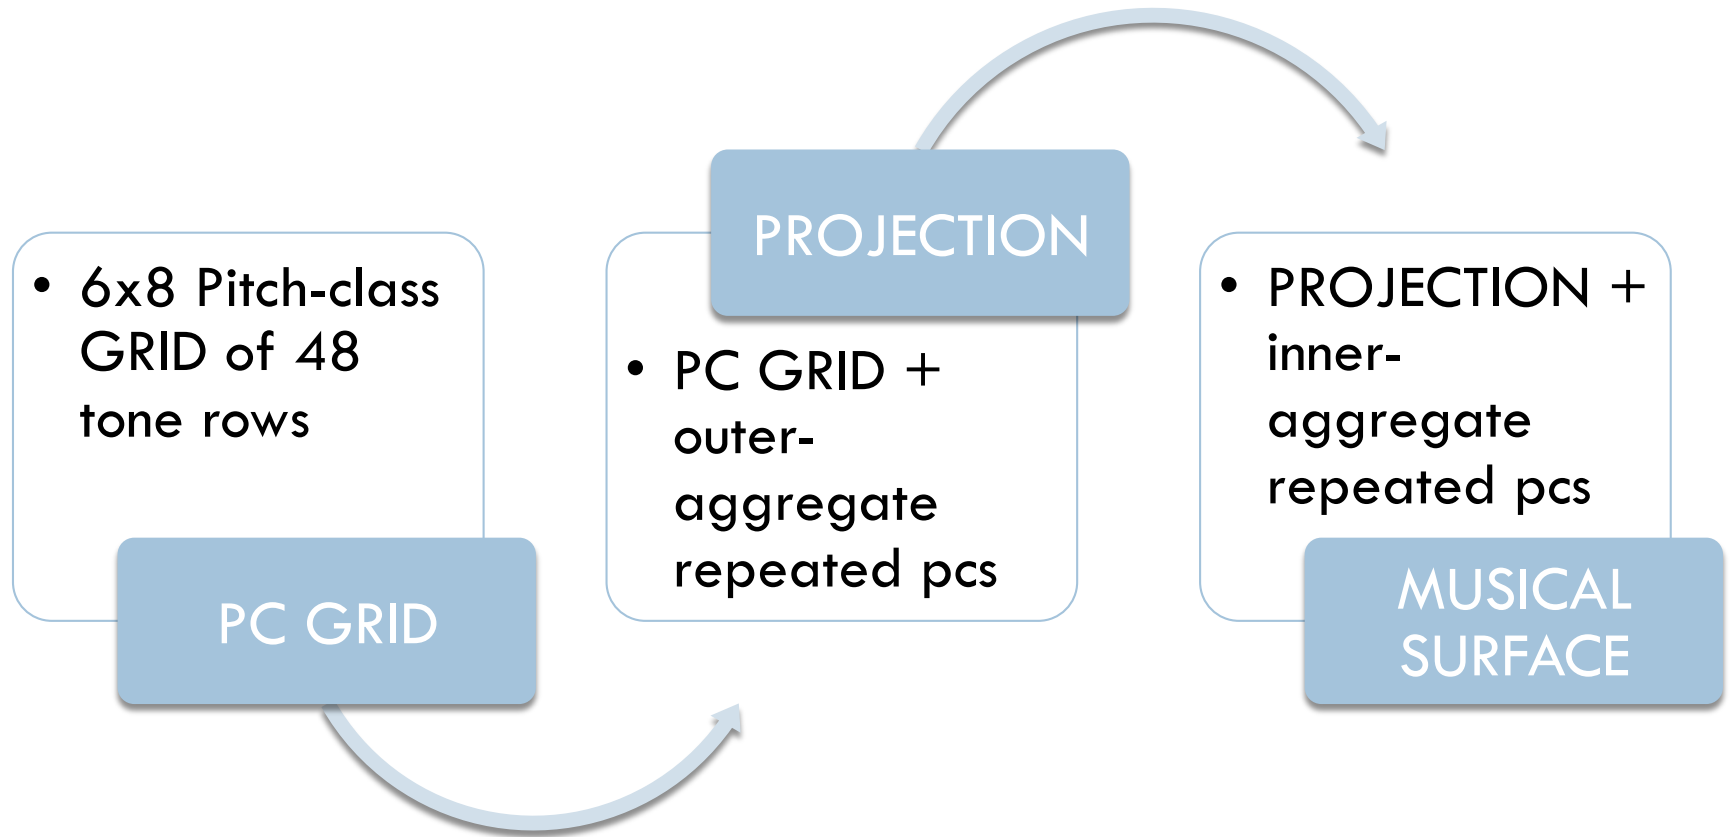 • 6x8 Pitch-class
GRID of 48
tone rows
PC GRID
PROJECTION
• PC GRID +
outer-
aggregate
repeated pcs
• PROJECTION +
inner-
aggregate
repeated pcs
MUSICAL
SURFACE